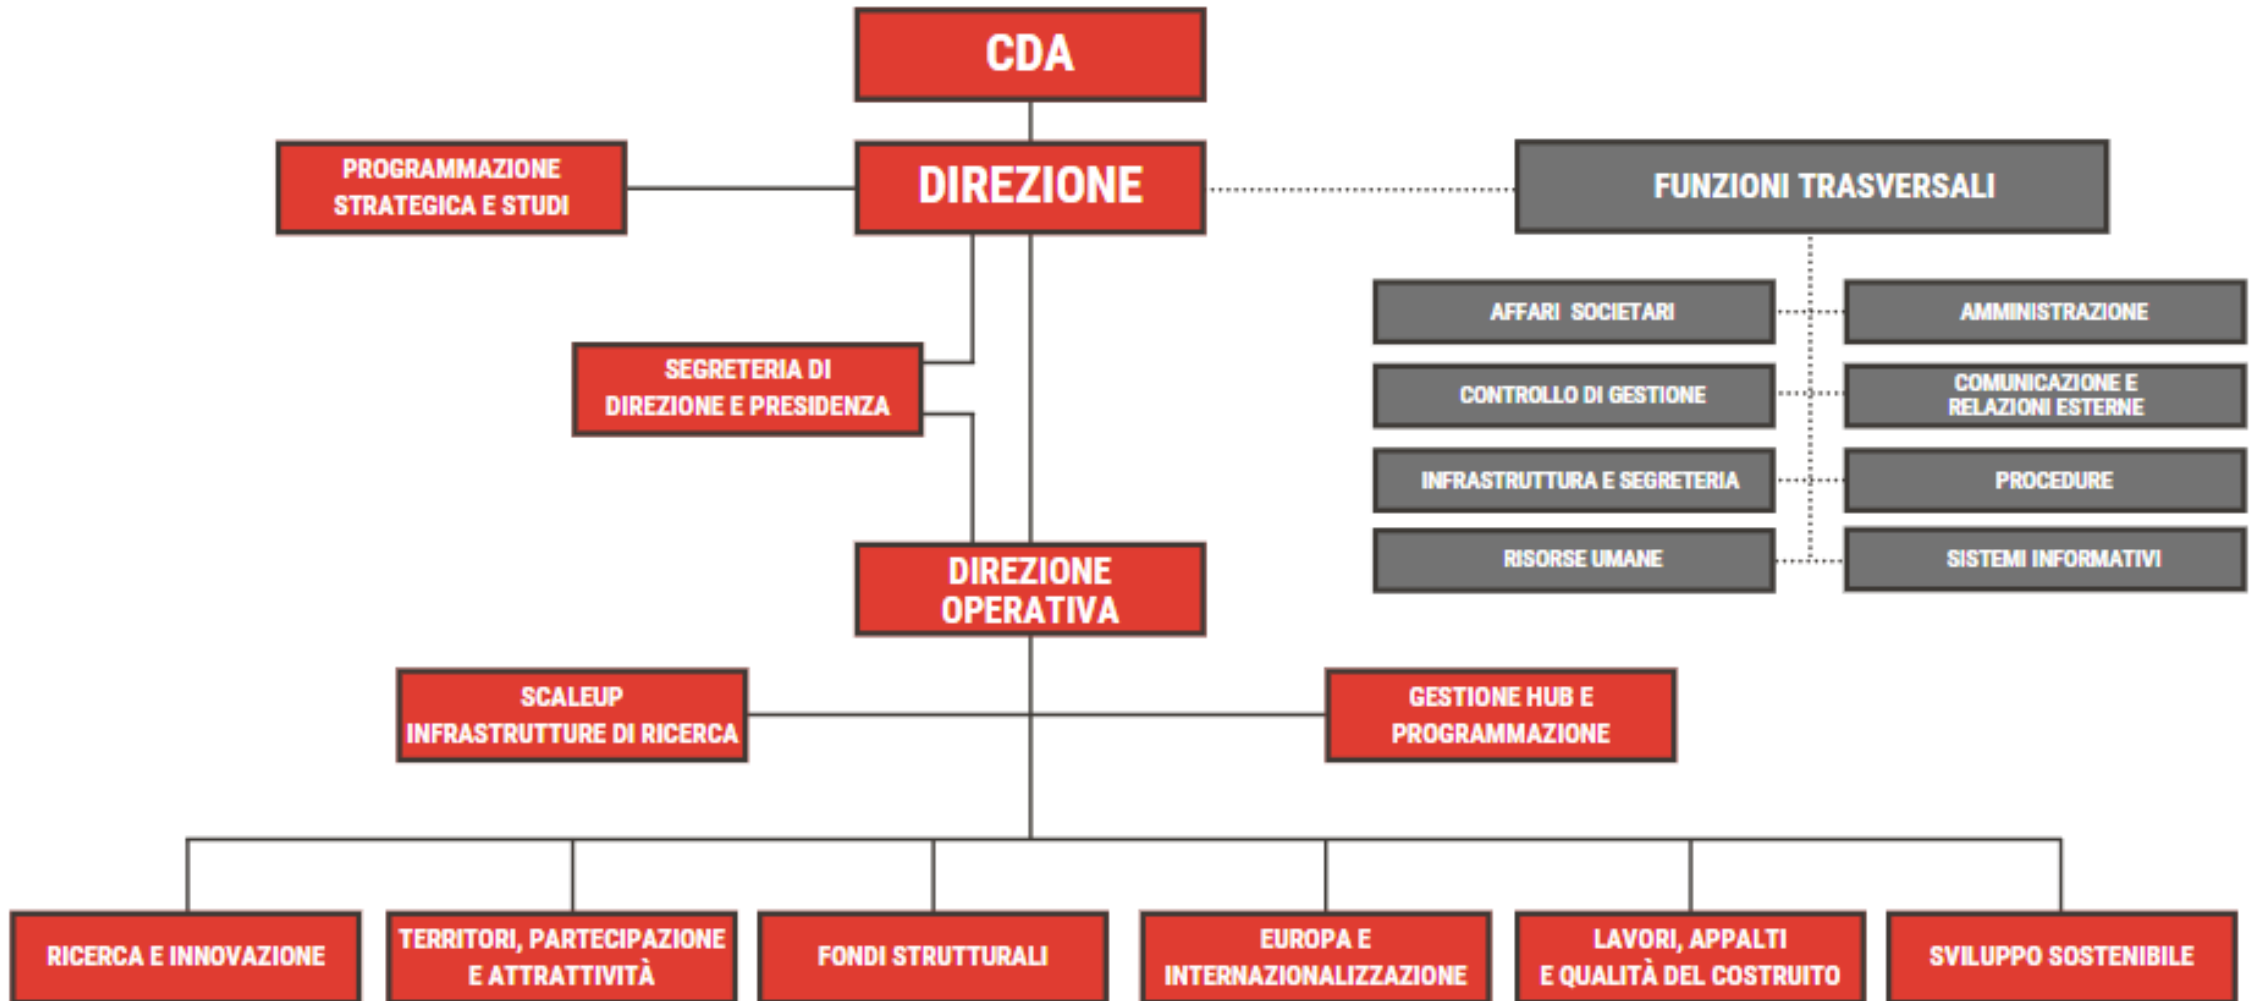 CDA
PROGRAMMAZIONE
STRATEGICA E STUDI
DIREZIONE
FUNZIONI TRASVERSALI
AFFARI SOCIETARI
AMMINISTRAZIONE
SEGRETERIA DI
DIREZIONE E PRESIDENZA
CONTROLLO DI GESTIONE
COMUNICAZIONE E
RELAZIONI ESTERNE
INFRASTRUTTURA E SEGRETERIA
PROCEDURE
RISORSE UMANE
SISTEMI INFORMATIVI
DIREZIONE
OPERATIVA
SCALEUP
INFRASTRUTTURE DI RICERCA
GESTIONE HUB E
PROGRAMMAZIONE
RICERCA E INNOVAZIONE
TERRITORI, PARTECIPAZIONE
E ATTRATTIVITÀ
FONDI STRUTTURALI
EUROPA E
INTERNAZIONALIZZAZIONE
LAVORI, APPALTI
E QUALITÀ DEL COSTRUITO
SVILUPPO SOSTENIBILE